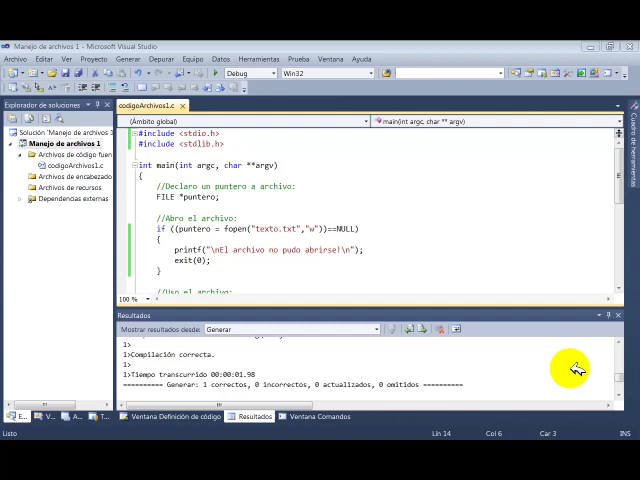 Manejo de archivos 1 - Microsoft Visual Studio
Archivo Editar Ver Proyecto Generar Depurar Equipo Datos Herramientas Prueba Ventana Ayuda
Debug Win32
Explorador de soluciones
codigoArchivos1.c
Solución 'Manejo de archivos 1
Manejo de archivos 1
Archivos de código fuen
codigoArchivos1.c
Archivos de encabezado
Archivos de recursos
Dependencias externas
(Ámbito global) main(int argc, char ** argv)
#include <stdio.h>
#include <stdlib.h>
int main(int argc, char **argv)
{
//Declaro un puntero a archivo:
FILE *puntero;
//Abro el archivo:
if ((puntero = fopen("texto.txt","w"))==NULL)
{
printf("\nEl archivo no pudo abrirse!\n");
exit(0);
}
//Uso el archivo:
100 %
Cuadro de herramientas
Resultados
Mostrar resultados desde: Generar
1>
1>Compilación correcta.
1>
1>Tiempo transcurrido 00:00:01.98
========== Generar: 1 correctos, 0 incorrectos, 0 actualizados, 0 omitidos ==========
E... V... A... T... Ventana Definición de código Resultados Ventana Comandos
Listo Lín 14 Col 6 Car 3 INS